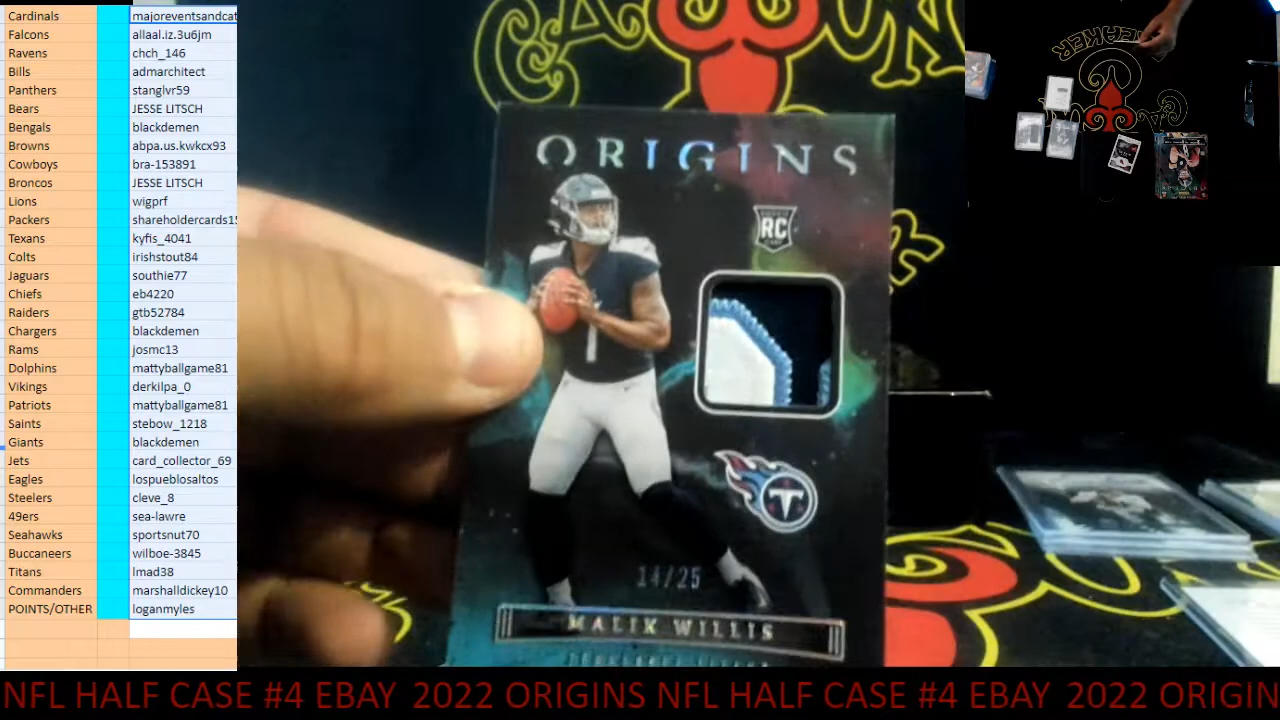 Cardinals majoreventsandcat
Falcons allaal.iz.3u6jm
Ravens chch_146
Bills admarchitect
Panthers stanglvr59
Bears JESSE LITSCH
Bengals blackdemen
Browns abpa.us.kwkcx93
Cowboys bra-153891
Broncos JESSE LITSCH
Lions wigprf
Packers shareholdercards15
Texans kyfis_4041
Colts irishstout84
Jaguars southie77
Chiefs eb4220
Raiders gtb52784
Chargers blackdemen
Rams josmc13
Dolphins mattyballgame81
Vikings derkilpa_0
Patriots mattyballgame81
Saints stebow_1218
Giants blackdemen
Jets card_collector_69
Eagles lospueblosaltos
Steelers cleve_8
49ers sea-lawre
Seahawks sportsnut70
Buccaneers wilboe-3845
Titans lmad38
Commanders marshalldickey10
POINTS/OTHER loganmyles
ORIGINS
RC
1
T
14/25
MALIK WILLIS
BREAKER
NFL HALF CASE #4 EBAY 2022 ORIGINS NFL HALF CASE #4 EBAY 2022 ORIGIN